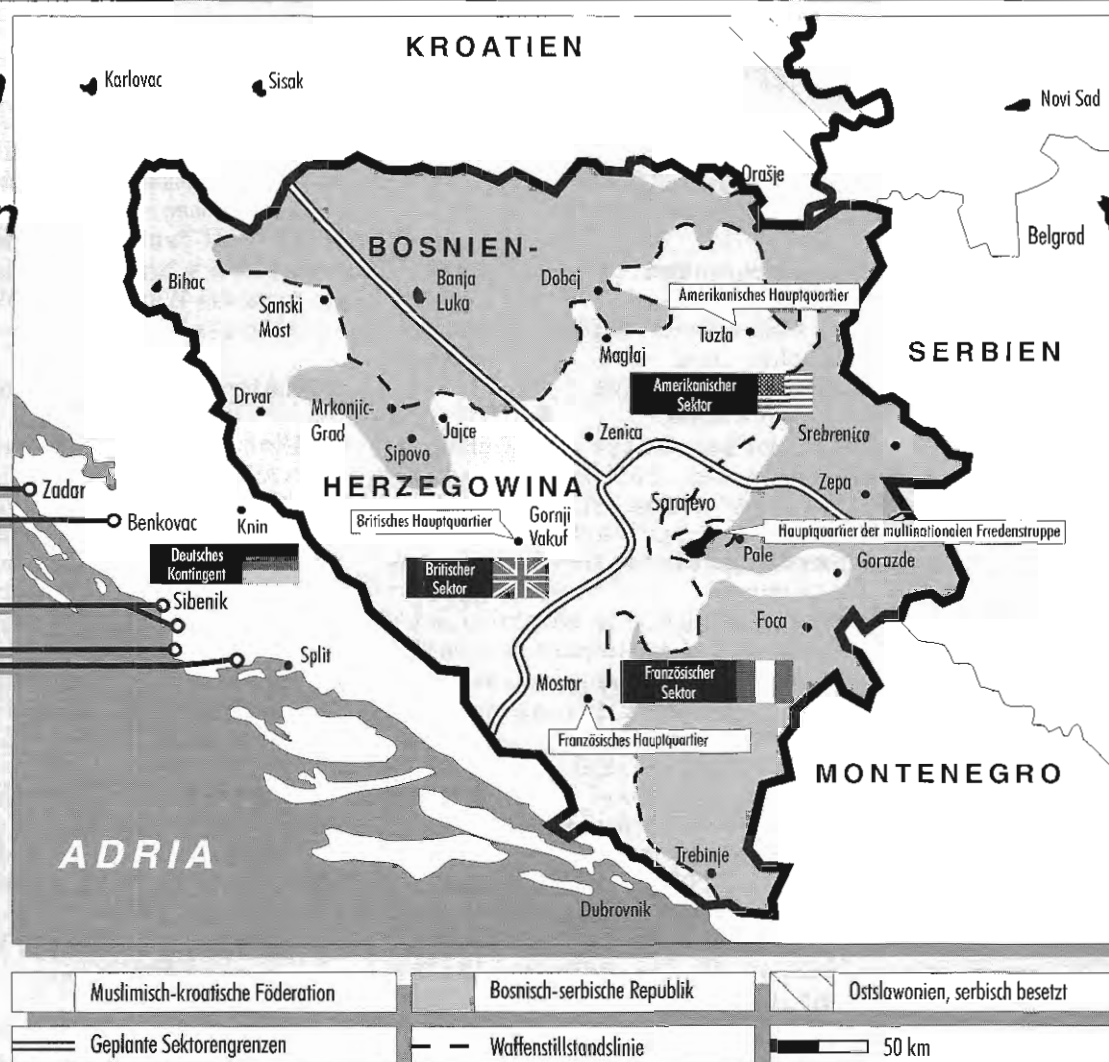 KROATIEN
Karlovac
Sisak
Novi Sad
Orašje
Belgrad
BOSNIEN-
Bihac
Banja
Luka
Dobaj
Sanski
Most
Amerikanisches Hauptquartier
Tuzla
Maglaj
SERBIEN
Amerikanischer
Sektor
Drvar
Mrkonjic-
Grad
Jajce
Zenica
Srebrenica
Sipovo
Zepa
HERZEGOWINA
Sarajevo
Zadar
Benkovac
Knin
Britisches Hauptquartier
Gornji
Vakuf
Hauptquartier der multinationalen Friedenstruppe
Pale
Gorazde
Deutsches
Kontingent
Britischer
Sektor
Sibenik
Foca
Split
Mostar
Französischer
Sektor
Französisches Hauptquartier
MONTENEGRO
ADRIA
Trebinje
Dubrovnik
Muslimisch-kroatische Föderation
Bosnisch-serbische Republik
Ostslawonien, serbisch besetzt
Geplante Sektorengrenzen
Waffenstillstandslinie
50 km